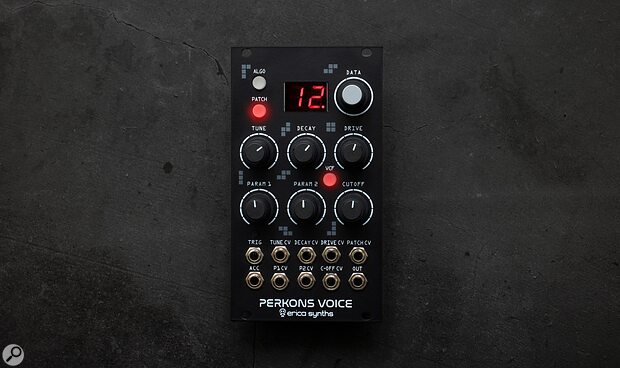 ALGO
DATA
12.
PATCH
TUNE DECAY DRIVE
VCF
PARAM 1 PARAM 2 CUTOFF
TRIG TUNE CV DECAY CV DRIVE CV PATCH CV
ACC P1 CV P2 CV C-OFF CV OUT
PERKONS VOICE
erica synths